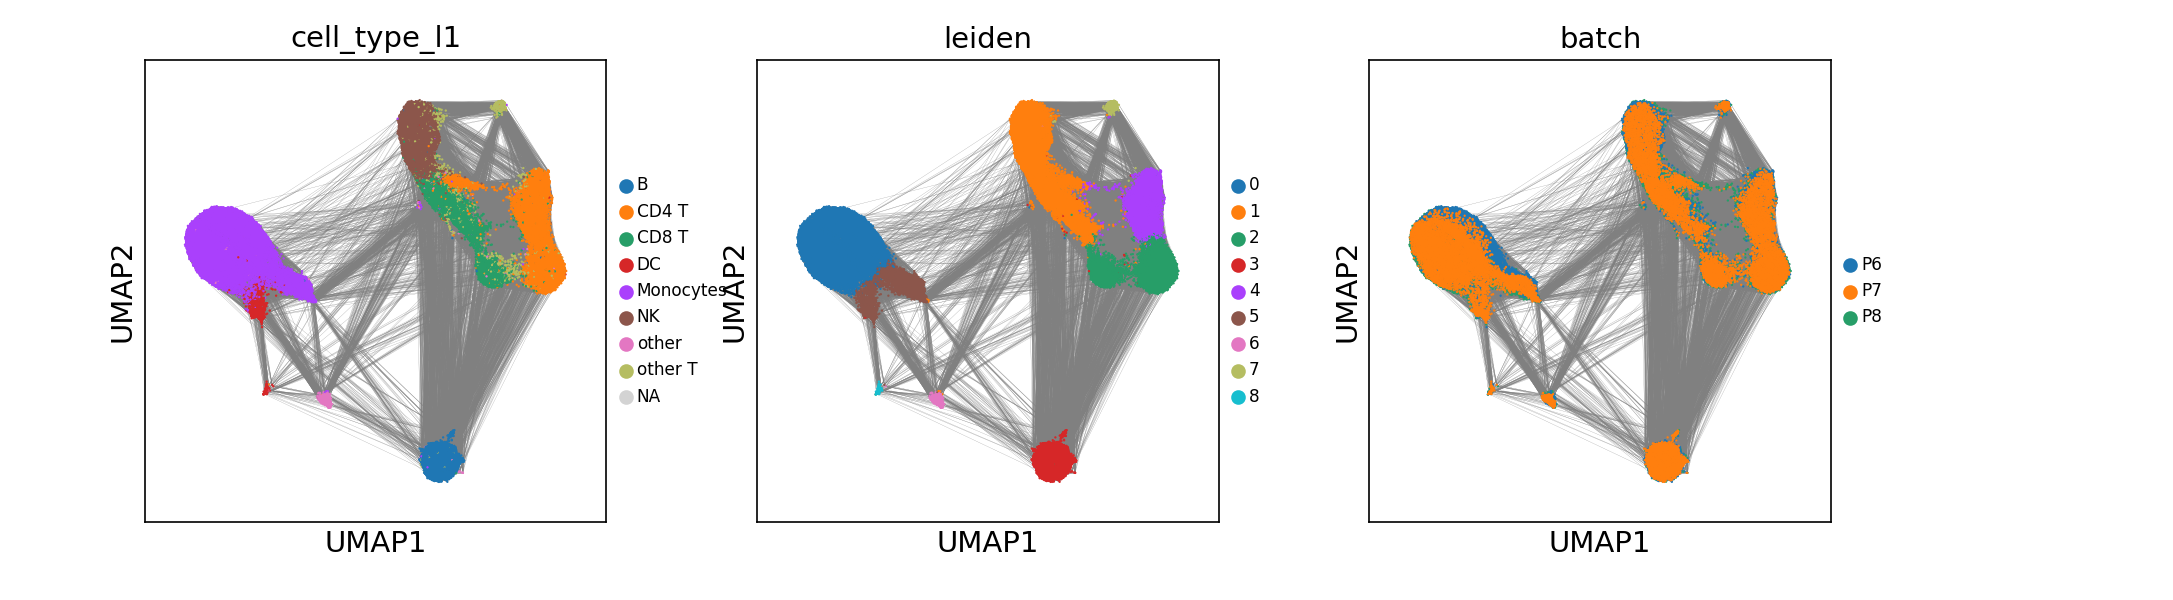 cell_type_l1
UMAP2
UMAP1
B
CD4 T
CD8 T
DC
Monocytes
NK
other
other T
NA
leiden
UMAP2
UMAP1
0
1
2
3
4
5
6
7
8
batch
UMAP2
UMAP1
P6
P7
P8